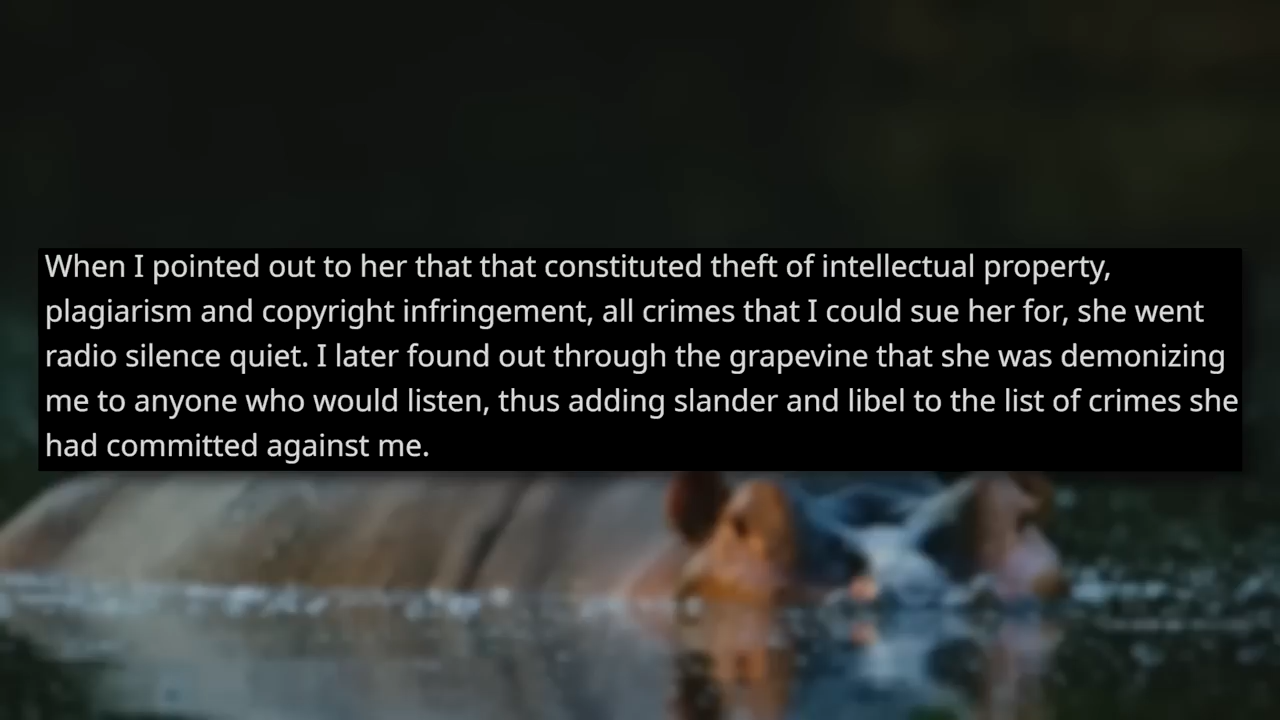 When I pointed out to her that that constituted theft of intellectual property,
plagiarism and copyright infringement, all crimes that I could sue her for, she went
radio silence quiet. I later found out through the grapevine that she was demonizing
me to anyone who would listen, thus adding slander and libel to the list of crimes she
had committed against me.